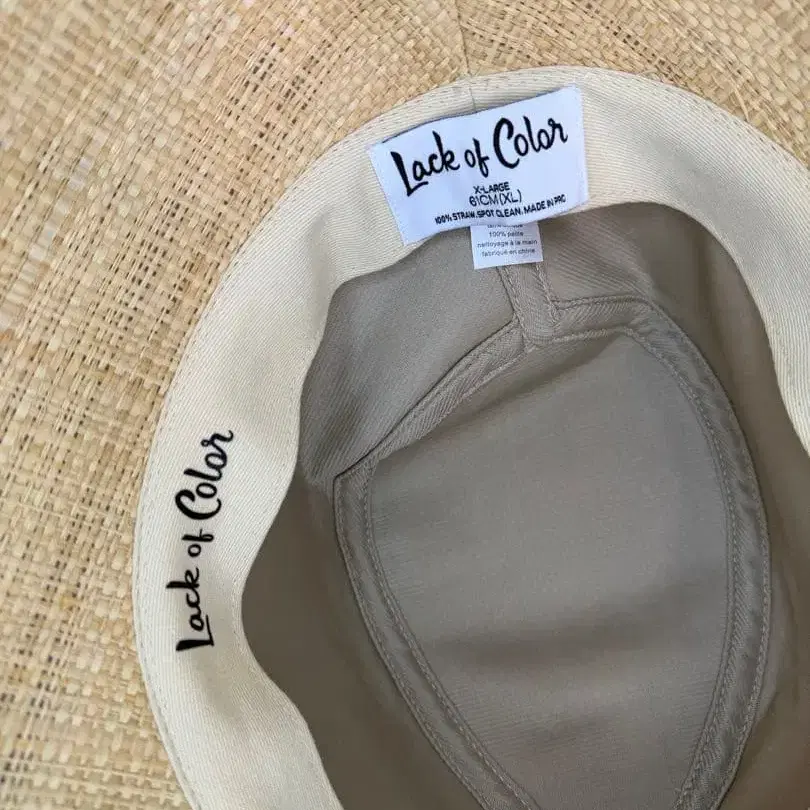 Lack of Color
X-LARGE
61CM(XL)
100% STRAW. SPOT CLEAN. MADE IN PRC
100% paille
nettoyage à la main
fabriqué en chine
Lack of Color